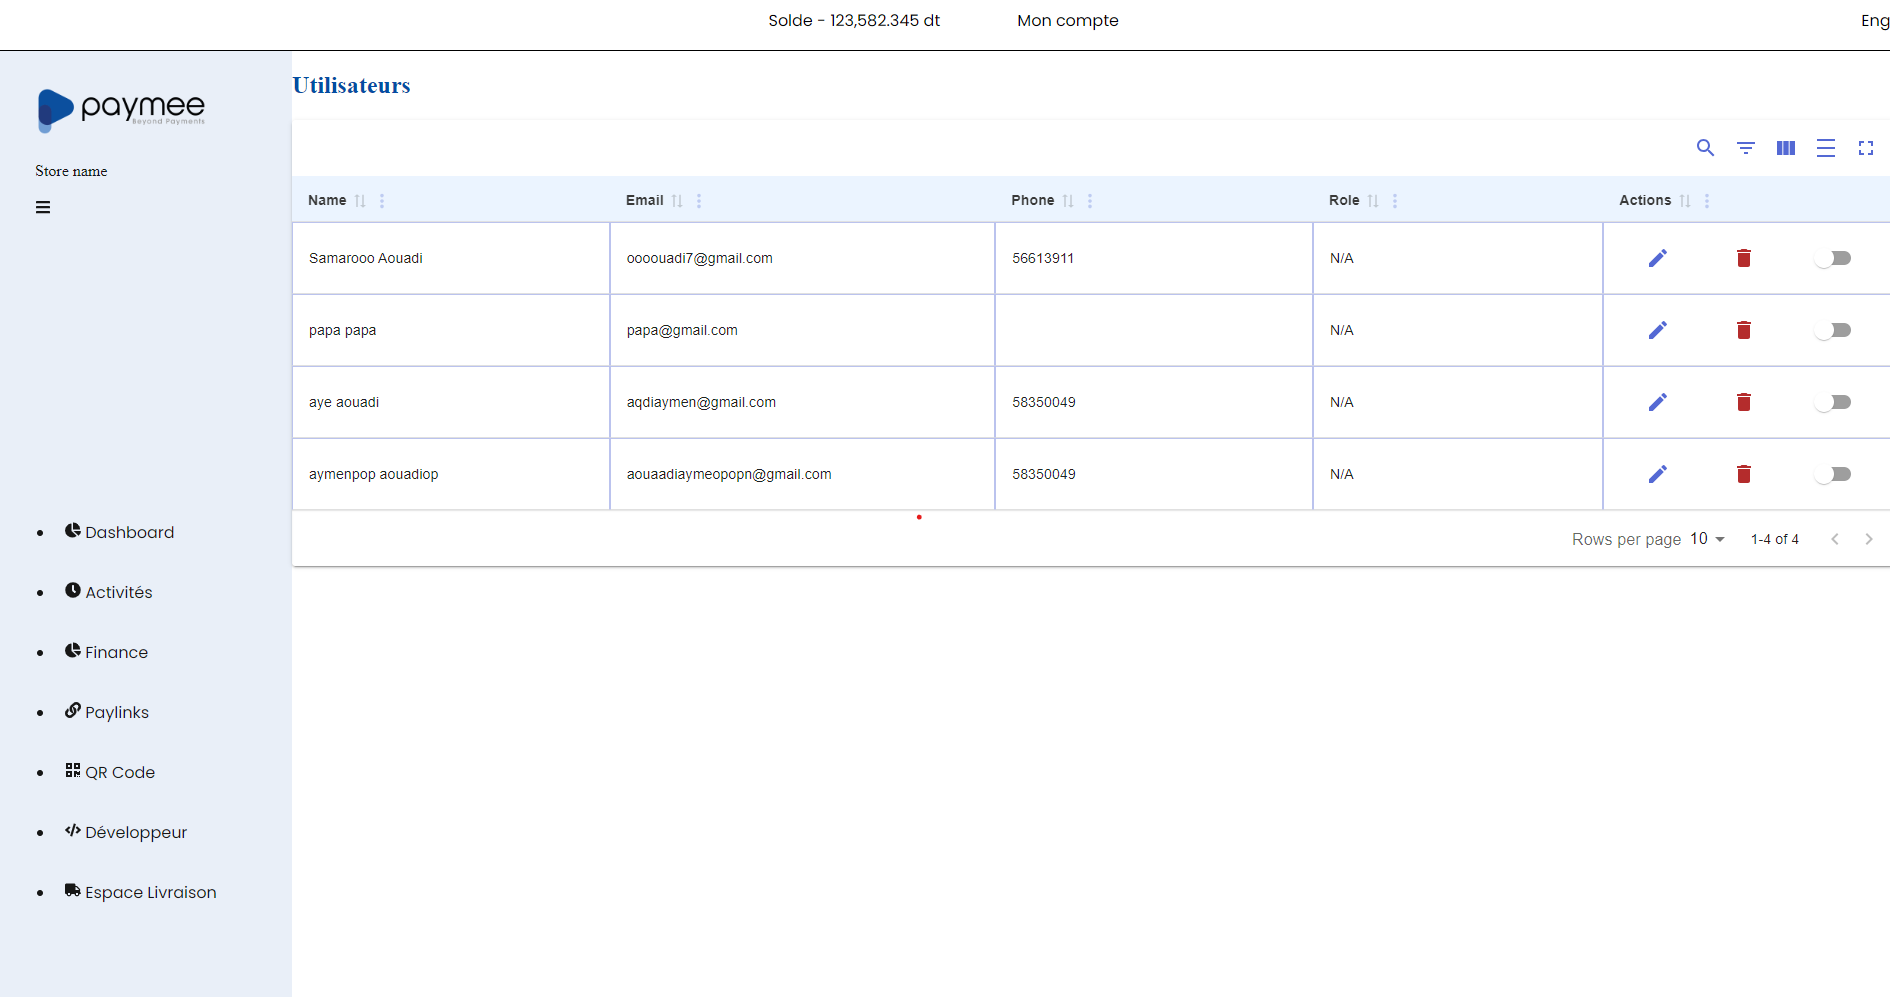 Solde - 123,582.345 dt Mon compte Eng
paymee
Beyond Payments
Store name
Utilisateurs
Name Email Phone Role Actions
Samarooo Aouadi oooouadi7@gmail.com 56613911 N/A
papa papa papa@gmail.com N/A
aye aouadi aqdiaymen@gmail.com 58350049 N/A
aymenpop aouadiop aouaadiaymeopopn@gmail.com 58350049 N/A
Rows per page 10 1-4 of 4
Dashboard
Activités
Finance
Paylinks
QR Code
Développeur
Espace Livraison